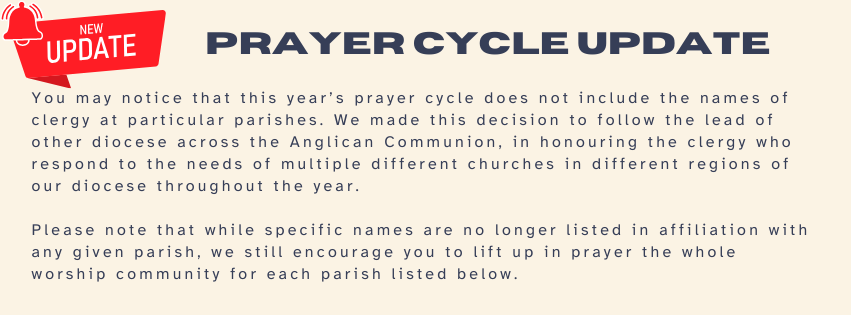 NEW
UPDATE
PRAYER CYCLE UPDATE
You may notice that this year's prayer cycle does not include the names of
clergy at particular parishes. We made this decision to follow the lead of
other diocese across the Anglican Communion, in honouring the clergy who
respond to the needs of multiple different churches in different regions of
our diocese throughout the year.
Please note that while specific names are no longer listed in affiliation with
any given parish, we still encourage you to lift up in prayer the whole
worship community for each parish listed below.